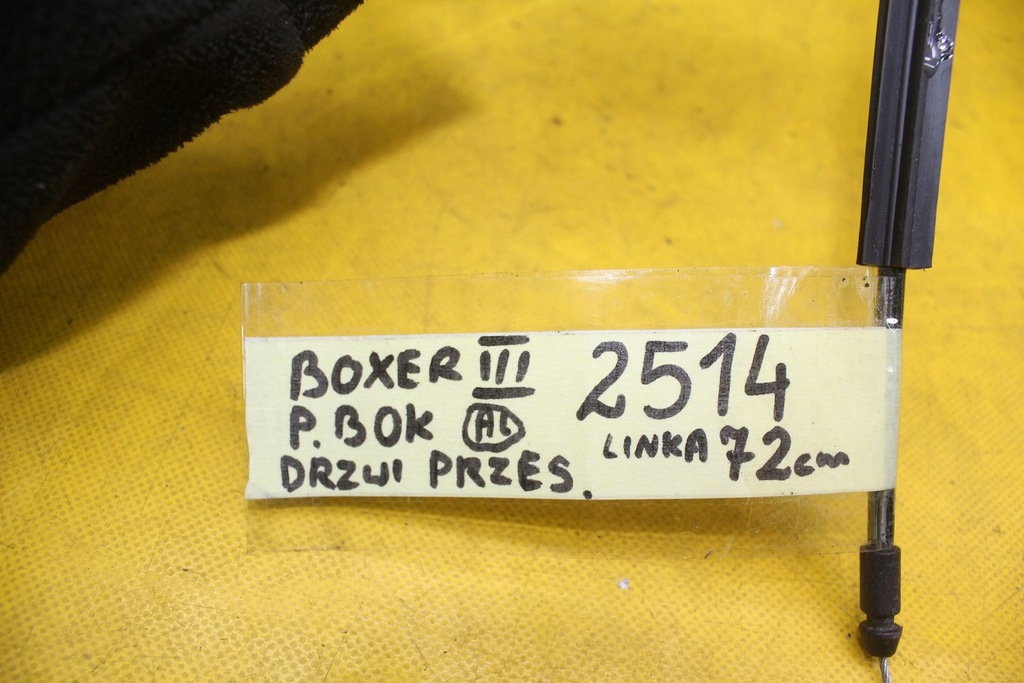 BOXER III 2514
P. BOK AL LINKA 72cm
DRZWI PRZES.